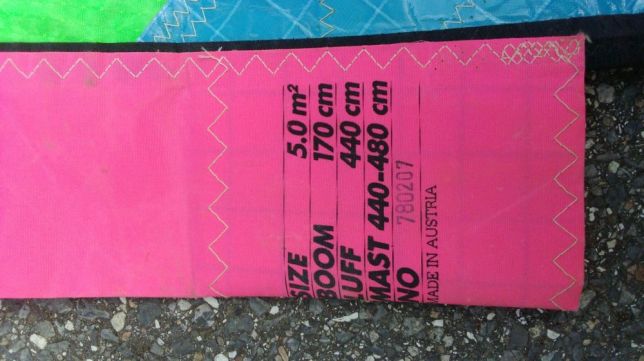 SIZE 5.0 m²
BOOM 170 cm
LUFF 440 cm
MAST 440-480 cm
NO 780207
MADE IN AUSTRIA